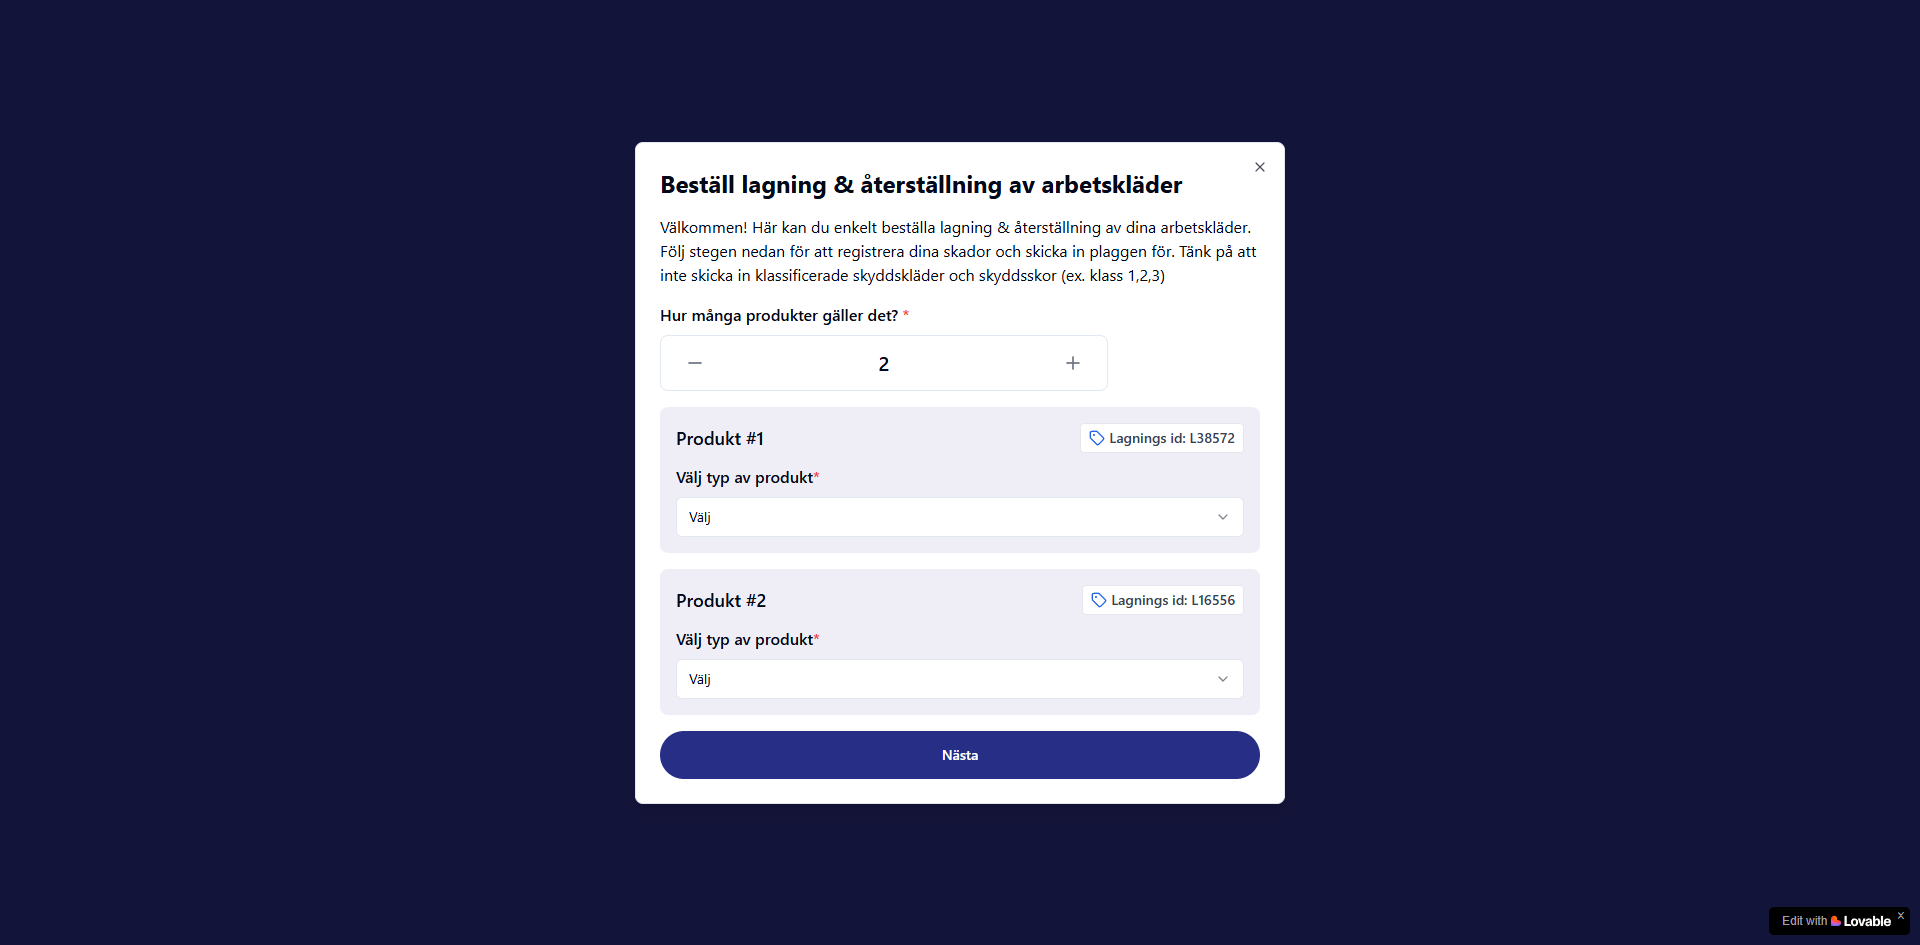 Beställ lagning & återställning av arbetskläder
Välkommen! Här kan du enkelt beställa lagning & återställning av dina arbetskläder.
Följ stegen nedan för att registrera dina skador och skicka in plaggen för. Tänk på att
inte skicka in klassificerade skyddskläder och skyddsskor (ex. klass 1,2,3)
Hur många produkter gäller det? *
2
Produkt #1
Lagnings id: L38572
Välj typ av produkt*
Välj
Produkt #2
Lagnings id: L16556
Välj typ av produkt*
Välj
Nästa
Edit with Lovable